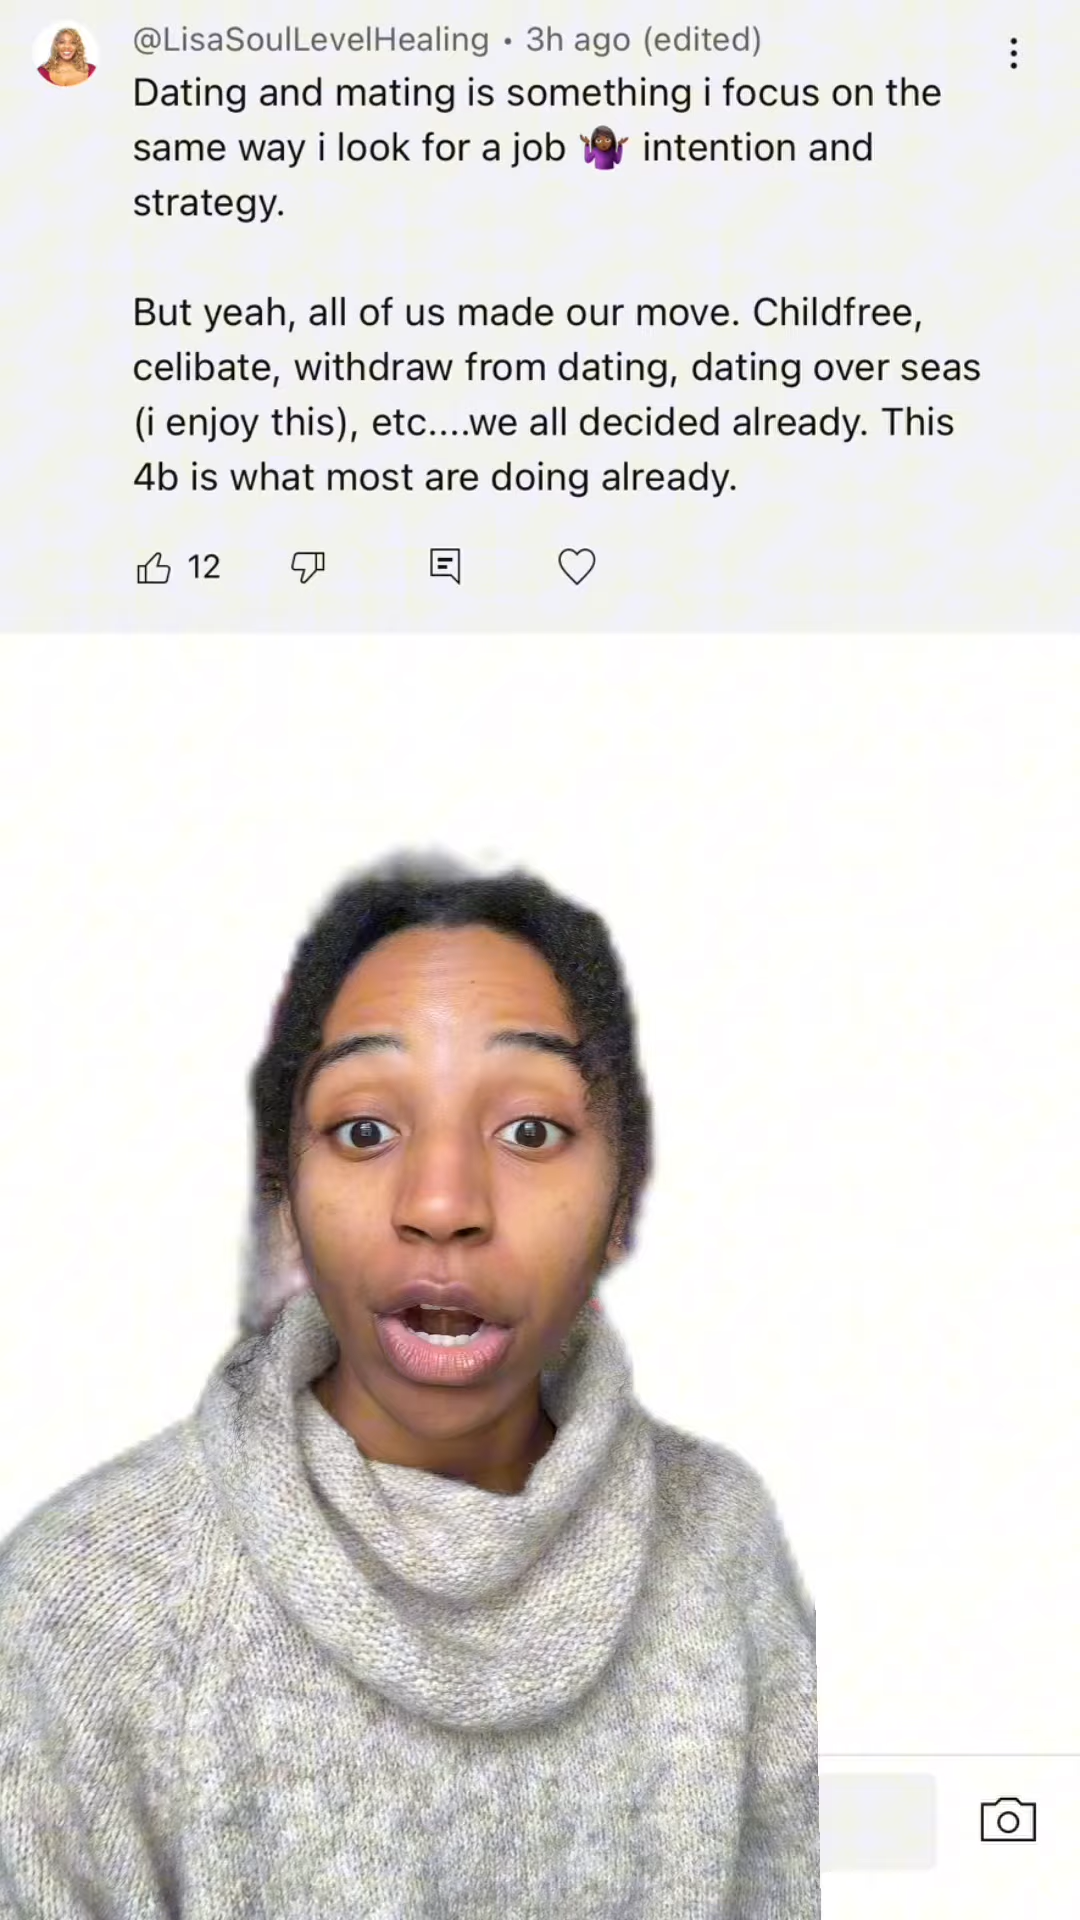 @LisaSoulLevelHealing • 3h ago (edited)
Dating and mating is something i focus on the
same way i look for a job 🤷🏾‍♀️ intention and
strategy.
But yeah, all of us made our move. Childfree,
celibate, withdraw from dating, dating over seas
(i enjoy this), etc....we all decided already. This
4b is what most are doing already.
12